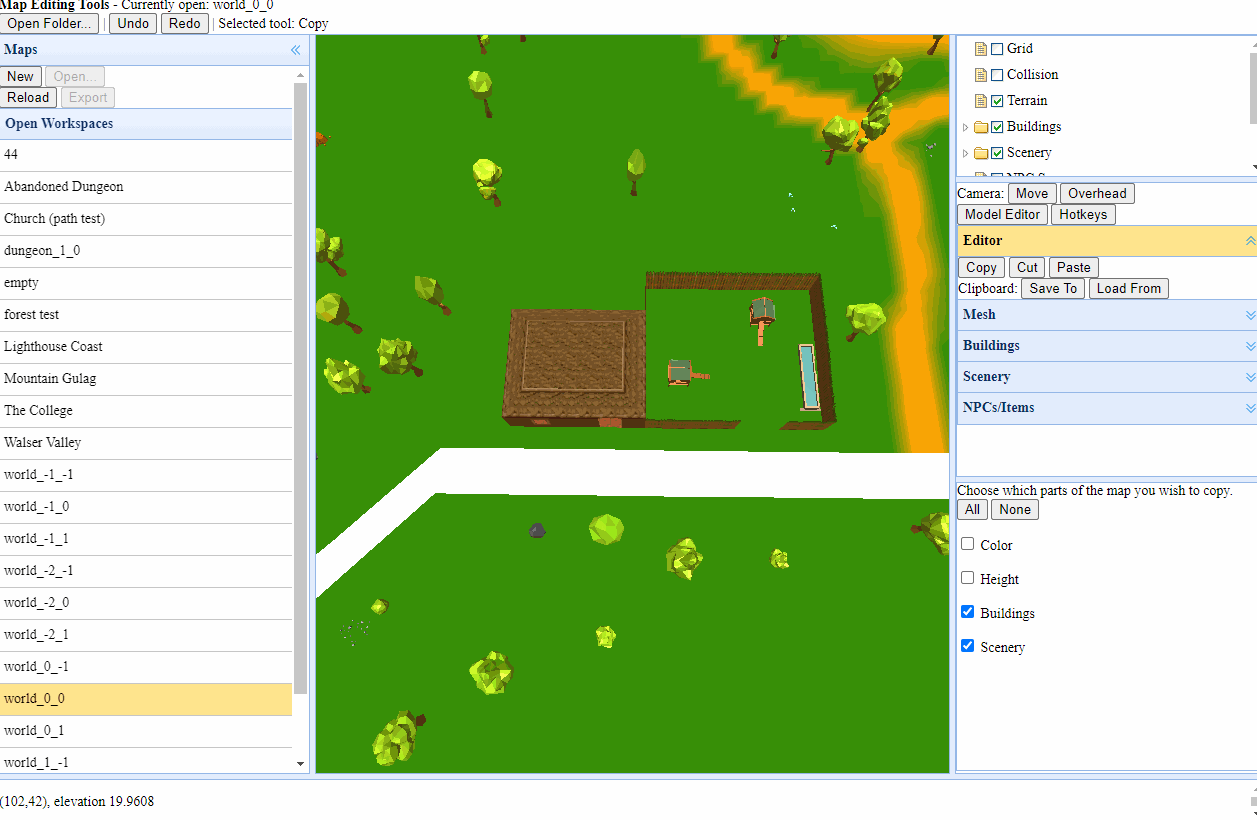 Map Editing Tools - Currently open: world_0_0
Open Folder... | Undo Redo | Selected tool: Copy
Maps
New Open...
Reload Export
Open Workspaces
44
Abandoned Dungeon
Church (path test)
dungeon_1_0
empty
forest test
Lighthouse Coast
Mountain Gulag
The College
Walser Valley
world_-1_-1
world_-1_0
world_-1_1
world_-2_-1
world_-2_0
world_-2_1
world_0_-1
world_0_0
world_0_1
world_1_-1
Grid
Collision
Terrain
Buildings
Scenery
Camera: Move Overhead
Model Editor Hotkeys
Editor
Copy Cut Paste
Clipboard: Save To Load From
Mesh
Buildings
Scenery
NPCs/Items
Choose which parts of the map you wish to copy.
All None
Color
Height
Buildings
Scenery
(102,42), elevation 19.9608